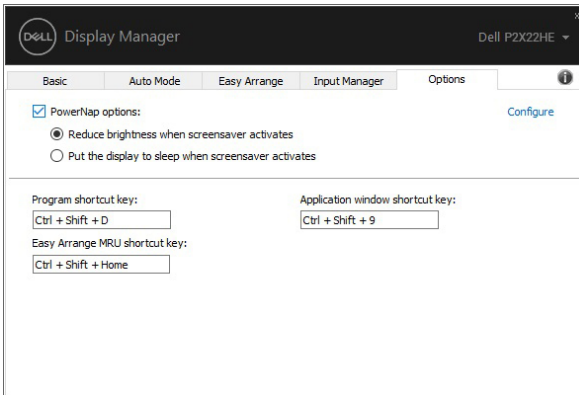 DELL Display Manager
Dell P2X22HE
Basic Auto Mode Easy Arrange Input Manager Options
PowerNap options:
Configure
Reduce brightness when screensaver activates
Put the display to sleep when screensaver activates
Program shortcut key:
Application window shortcut key:
Ctrl + Shift + D
Ctrl + Shift + 9
Easy Arrange MRU shortcut key:
Ctrl + Shift + Home